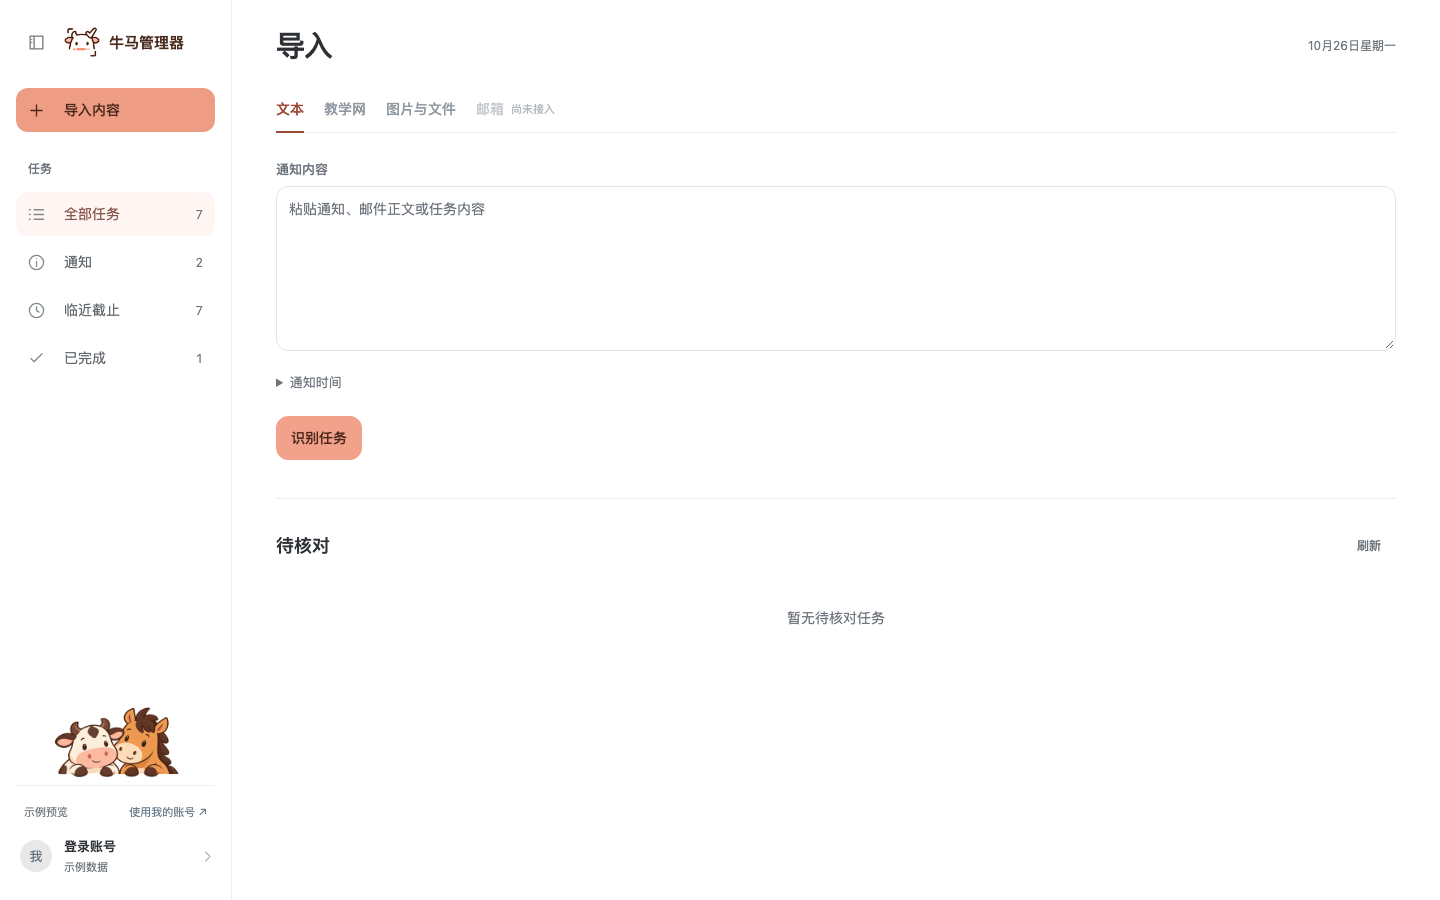 牛马管理器
导入内容
任务
全部任务 7
通知 2
临近截止 7
已完成 1
示例预览 使用我的账号
我
登录账号
示例数据
导入
10月26日星期一
文本 教学网 图片与文件 邮箱 尚未接入
通知内容
粘贴通知、邮件正文或任务内容
通知时间
识别任务
待核对
刷新
暂无待核对任务